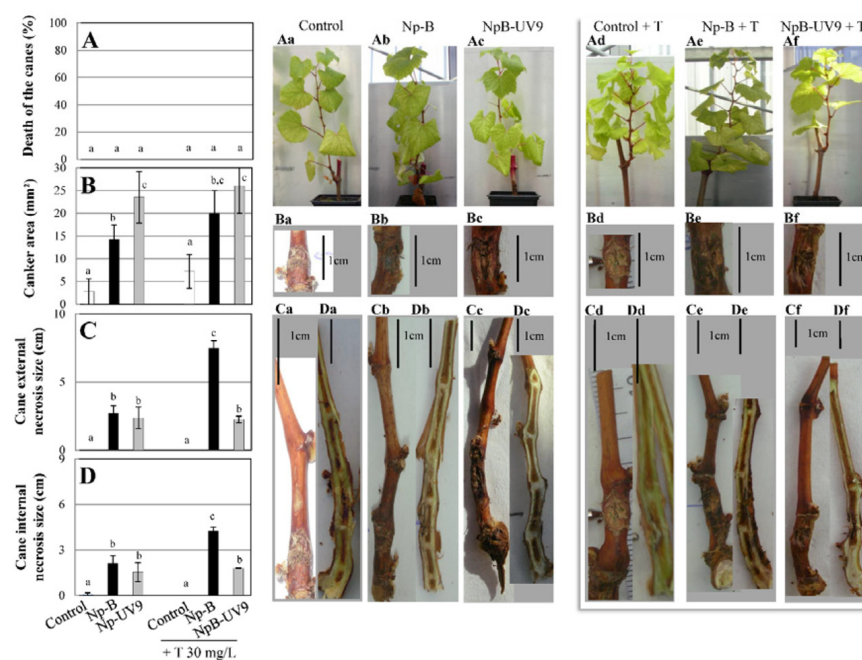 Control Np-B NpB-UV9 Control + T Np-B + T NpB-UV9 + T
Death of the canes (%)
100
80
60
40
20
0
A
a a a a a a
Aa Ab Ac Ad Ae Af
Canker area (mm²)
30
25
20
15
10
5
0
B
a b c a b,c c
Ba Bb Bc Bd Be Bf
1cm 1cm 1cm 1cm 1cm 1cm
Cane external
necrosis size (cm)
10
5
0
C
a b b a c b
Ca Da Cb Db Cc Dc Cd Dd Ce De Cf Df
1cm 1cm 1cm 1cm 1cm 1cm
Cane internal
necrosis size (cm)
9
6
3
0
D
a b b a c b
Control Np-B Np-UV9 Control Np-B NpB-UV9
+ T 30 mg/L